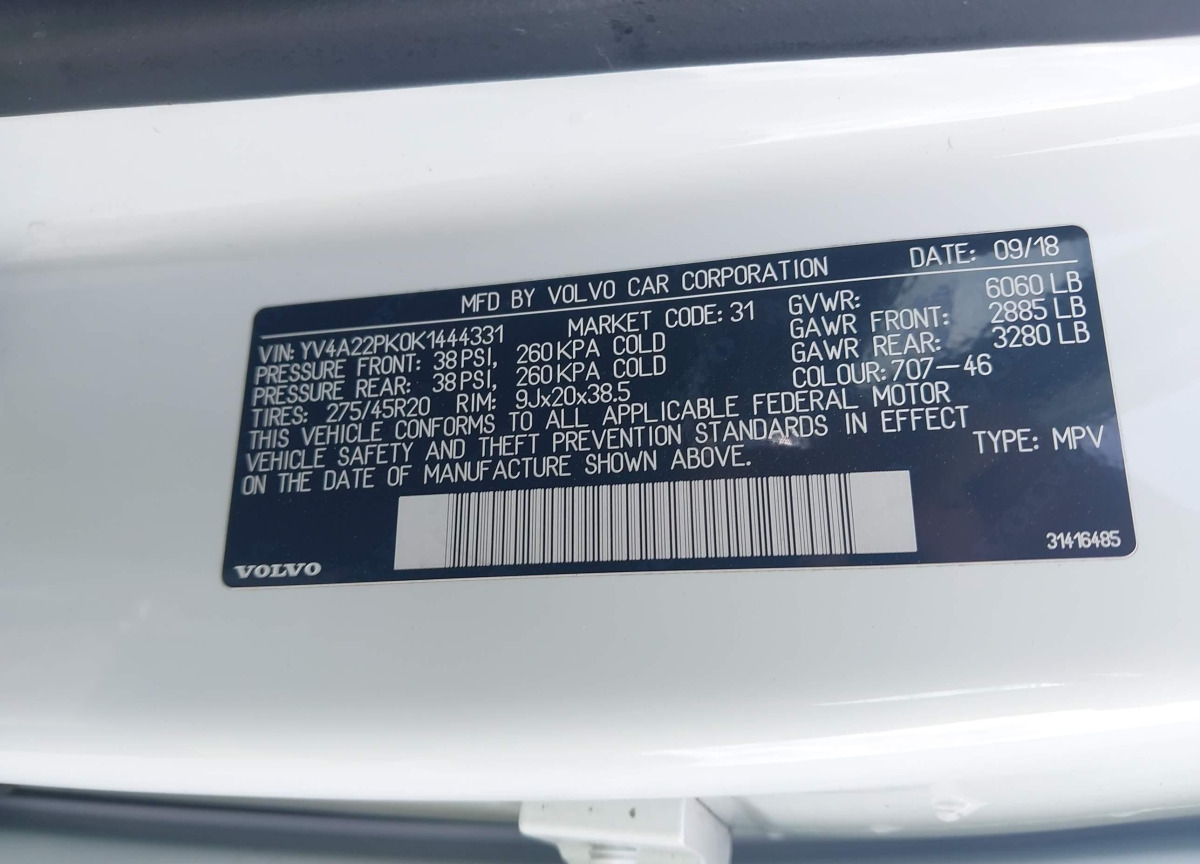 MFD BY VOLVO CAR CORPORATION DATE: 09/18
VIN: YV4A22PK0K1444331 MARKET CODE: 31 GVWR: 6060 LB
PRESSURE FRONT: 38 PSI, 260 KPA COLD GAWR FRONT: 2885 LB
PRESSURE REAR: 38 PSI, 260 KPA COLD GAWR REAR: 3280 LB
TIRES: 275/45R20 RIM: 9Jx20x38.5 COLOUR: 707-46
THIS VEHICLE CONFORMS TO ALL APPLICABLE FEDERAL MOTOR
VEHICLE SAFETY AND THEFT PREVENTION STANDARDS IN EFFECT
ON THE DATE OF MANUFACTURE SHOWN ABOVE. TYPE: MPV
VOLVO 31416485